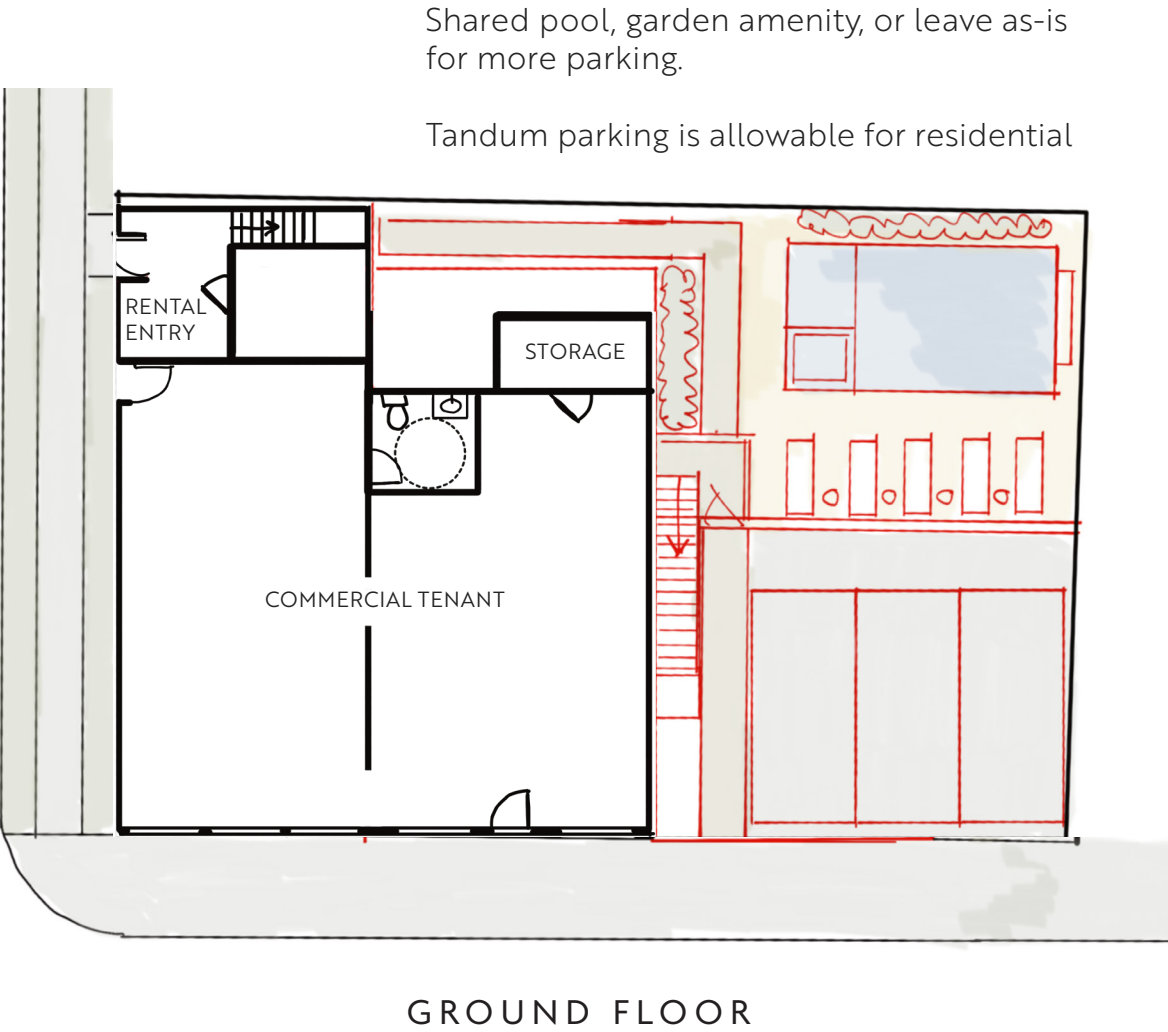 Shared pool, garden amenity, or leave as-is
for more parking.
Tandum parking is allowable for residential
RENTAL
ENTRY
STORAGE
COMMERCIAL TENANT
GROUND FLOOR